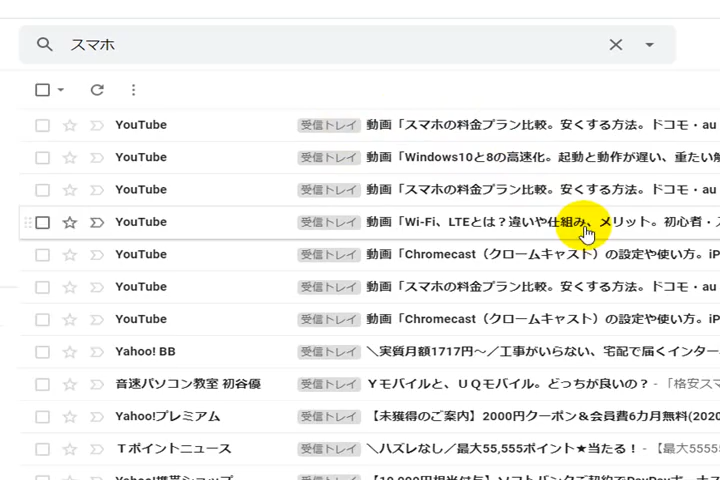 スマホ
YouTube 受信トレイ 動画「スマホの料金プラン比較。安くする方法。ドコモ・au
YouTube 受信トレイ 動画「Windows10と8の高速化。起動と動作が遅い、重たい
YouTube 受信トレイ 動画「スマホの料金プラン比較。安くする方法。ドコモ・au
YouTube 受信トレイ 動画「Wi-Fi、LTEとは？違いや仕組み、メリット。初心者・
YouTube 受信トレイ 動画「Chromecast（クロームキャスト）の設定や使い方。iP
YouTube 受信トレイ 動画「スマホの料金プラン比較。安くする方法。ドコモ・au
YouTube 受信トレイ 動画「Chromecast（クロームキャスト）の設定や使い方。iP
Yahoo! BB 受信トレイ ＼実質月額1717円～／工事がいらない、宅配で届くインター
音速パソコン教室 初谷優 受信トレイ Ｙモバイルと、ＵＱモバイル。どっちが良いの？ - 「格安ス
Yahoo!プレミアム 受信トレイ 【未獲得のご案内】2000円クーポン＆会員費6カ月無料(2020
Ｔポイントニュース 受信トレイ ＼ハズレなし／最大55,555ポイント★当たる！ - 【最大5555